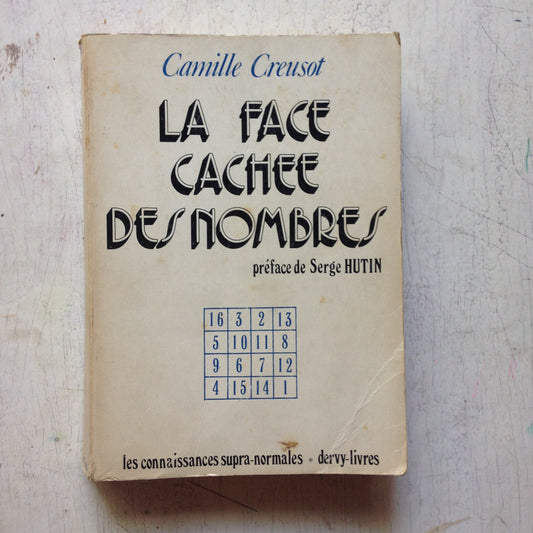 Camille Creusot
LA FACE
CACHEE
DES NOMBRES
préface de Serge HUTIN
16 3 2 13
5 10 11 8
9 6 7 12
4 15 14 1
les connaissances supra-normales • dervy-livres